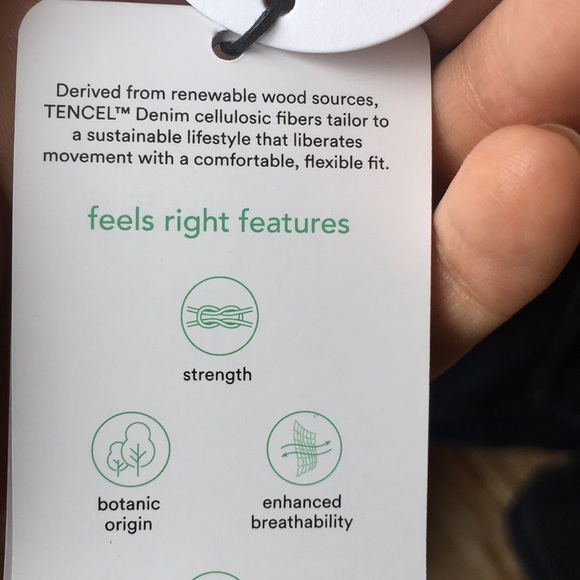 Derived from renewable wood sources,
TENCEL™ Denim cellulosic fibers tailor to
a sustainable lifestyle that liberates
movement with a comfortable, flexible fit.
feels right features
strength
botanic
origin
enhanced
breathability